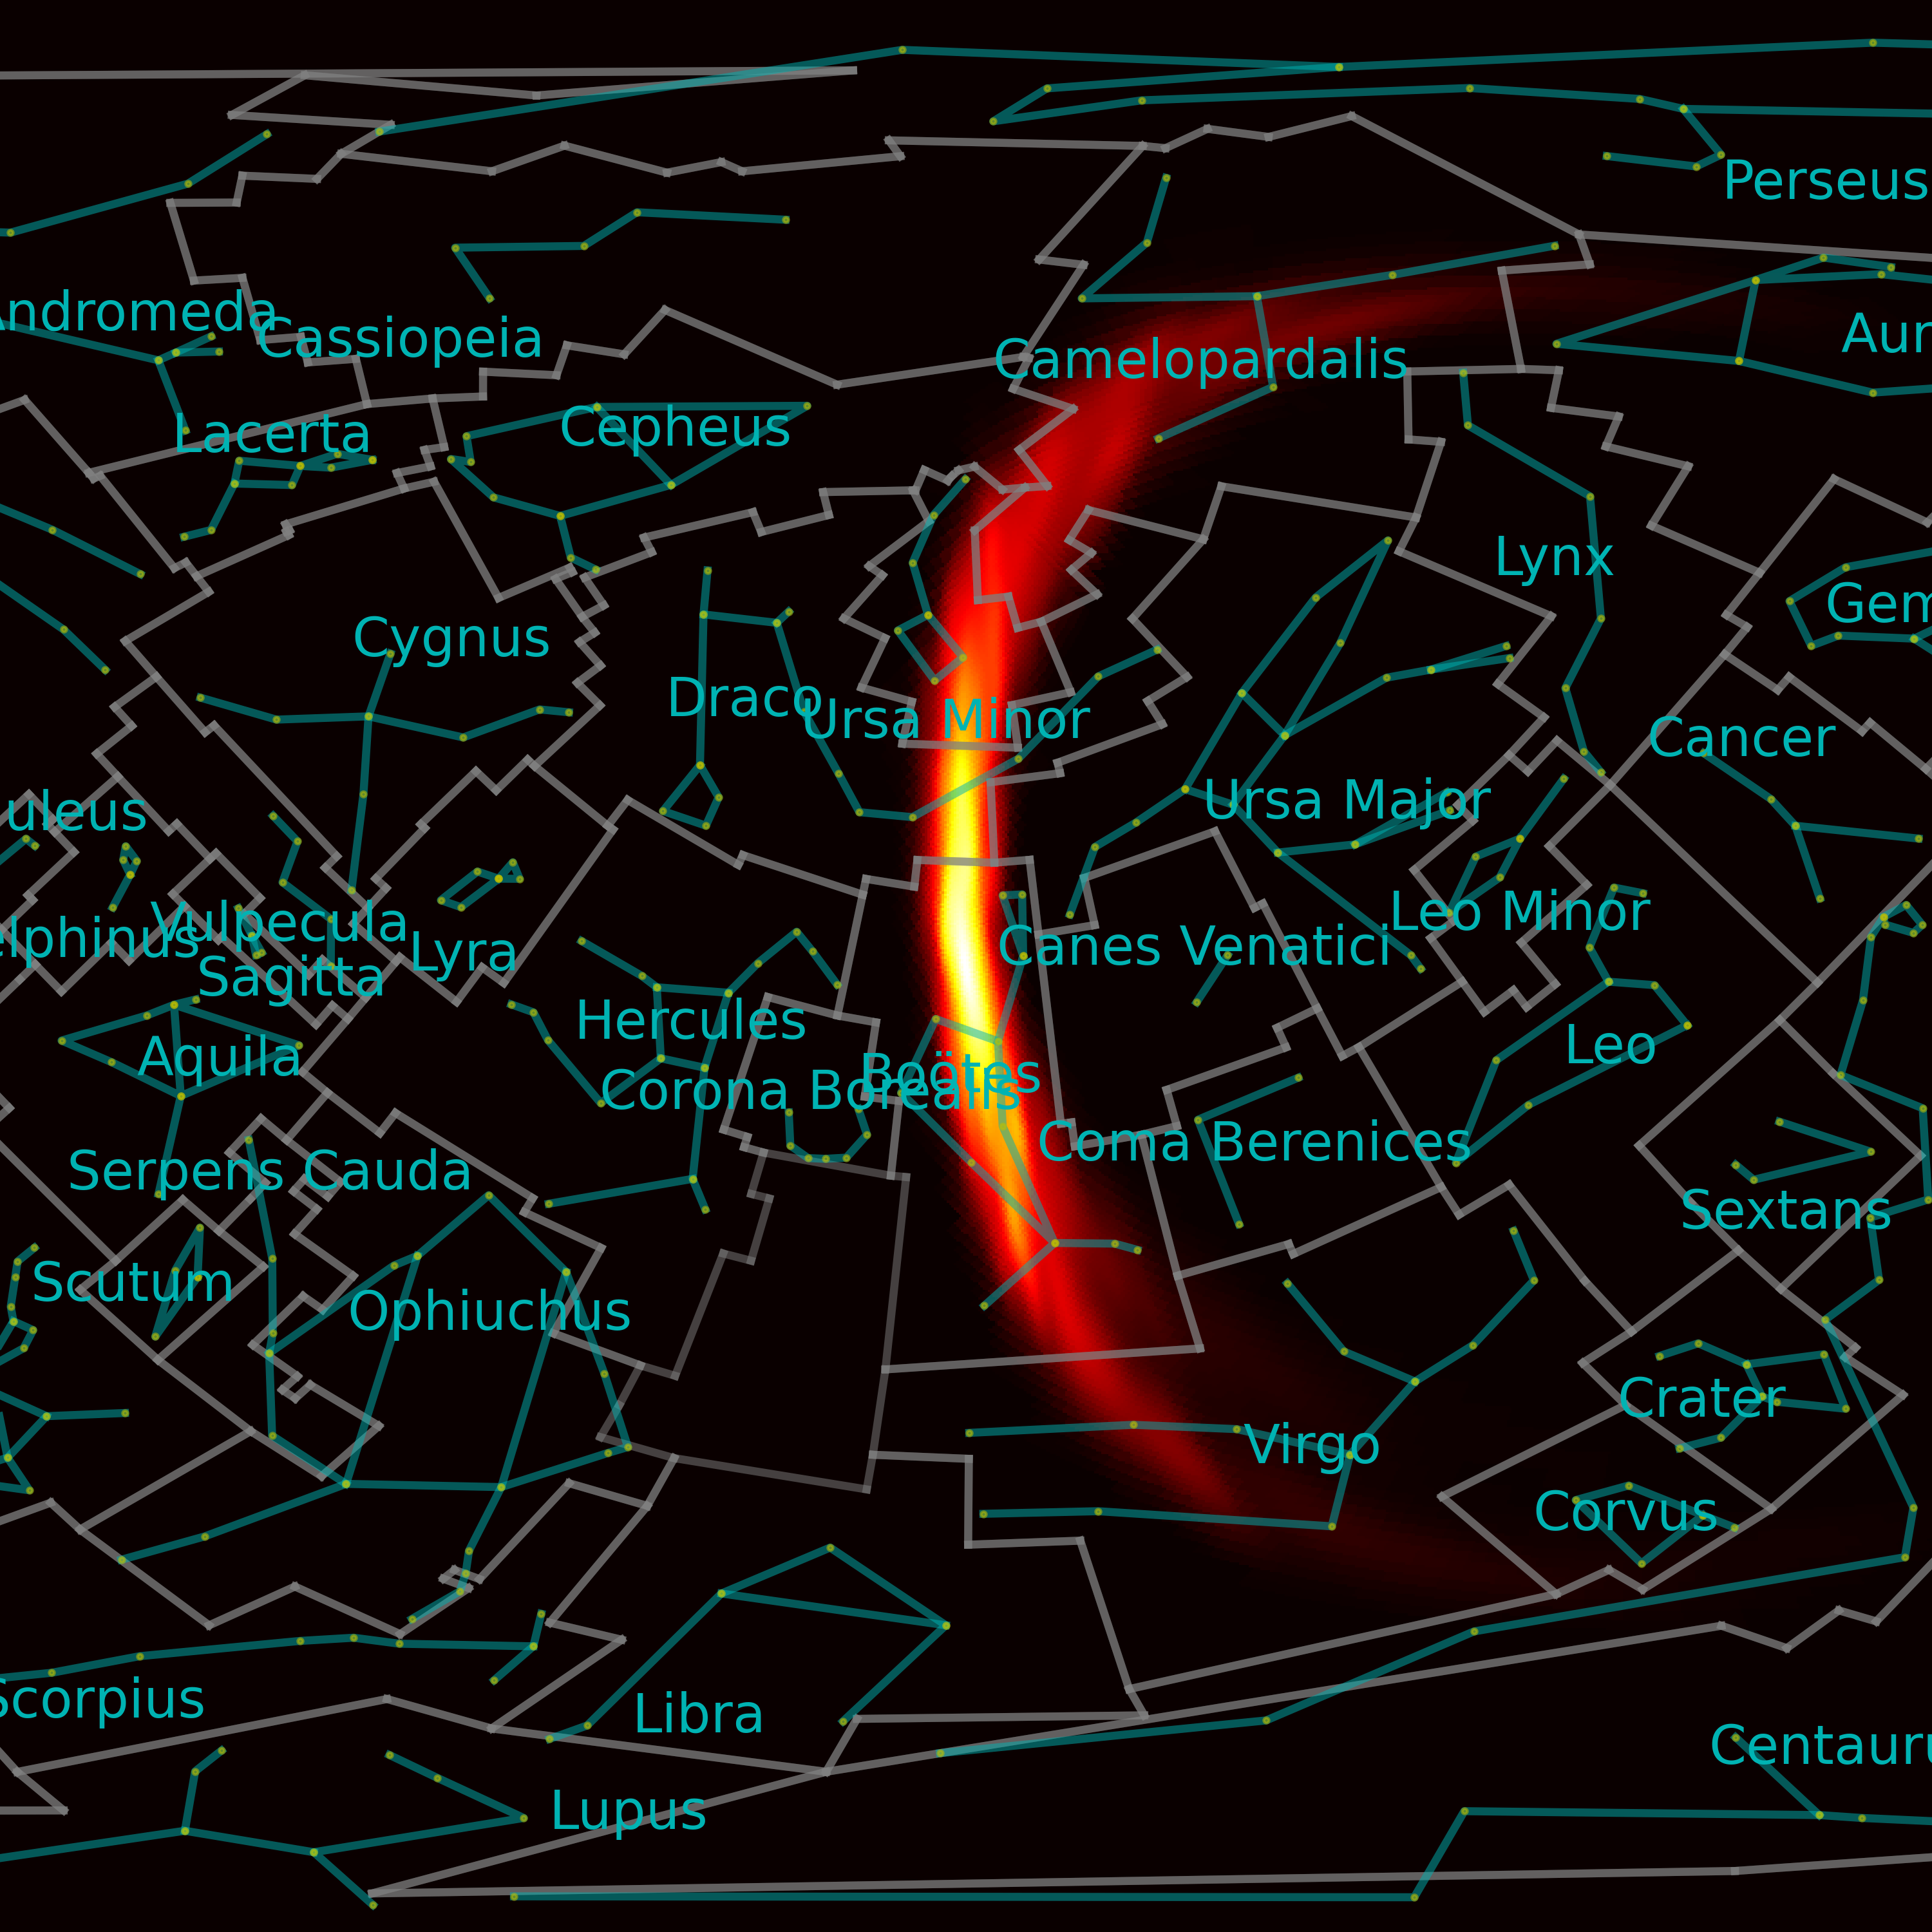 Perseus
Andromeda
Cassiopeia
Aur
Camelopardalis
Lacerta
Cepheus
Lynx
Gem
Cygnus
Draco
Ursa Minor
Cancer
Ursa Major
uleus
Leo Minor
Vulpecula
elphinus
Lyra
Canes Venatici
Sagitta
Hercules
Leo
Aquila
Boötes
Corona Borealis
Coma Berenices
Serpens Cauda
Sextans
Scutum
Ophiuchus
Crater
Virgo
Corvus
Scorpius
Libra
Centauru
Lupus